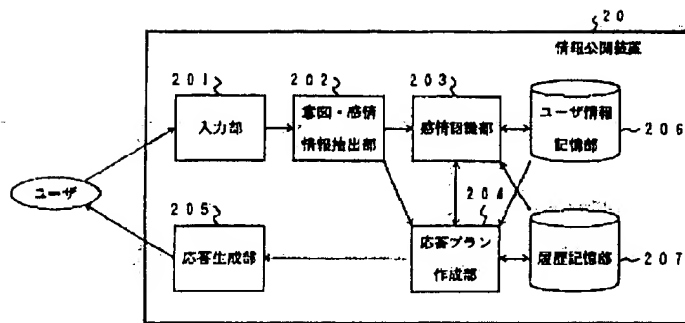 20
情報公開装置
201
202
203
入力部
意図・感情
情報抽出部
感情認識部
ユーザ情報
記憶部
206
ユーザ
204
205
応答生成部
応答プラン
作成部
履歴記憶部
207